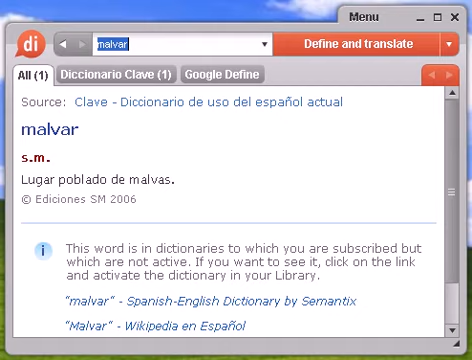 Menu
di
malvar
Define and translate
All (1)
Diccionario Clave (1)
Google Define
Source: Clave - Diccionario de uso del español actual
malvar
s.m.
Lugar poblado de malvas.
© Ediciones SM 2006
i
This word is in dictionaries to which you are subscribed but
which are not active. If you want to see it, click on the link
and activate the dictionary in your Library.
"malvar" - Spanish-English Dictionary by Semantix
"Malvar" - Wikipedia en Español